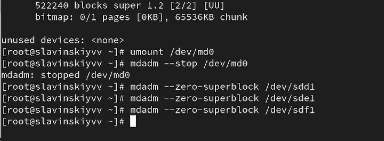 522240 blocks super 1.2 [2/2] [UU]
bitmap: 0/1 pages [0KB], 65536KB chunk
unused devices: <none>
[root@slavinskiyvv ~]# umount /dev/md0
[root@slavinskiyvv ~]# mdadm --stop /dev/md0
mdadm: stopped /dev/md0
[root@slavinskiyvv ~]# mdadm --zero-superblock /dev/sdd1
[root@slavinskiyvv ~]# mdadm --zero-superblock /dev/sde1
[root@slavinskiyvv ~]# mdadm --zero-superblock /dev/sdf1
[root@slavinskiyvv ~]#